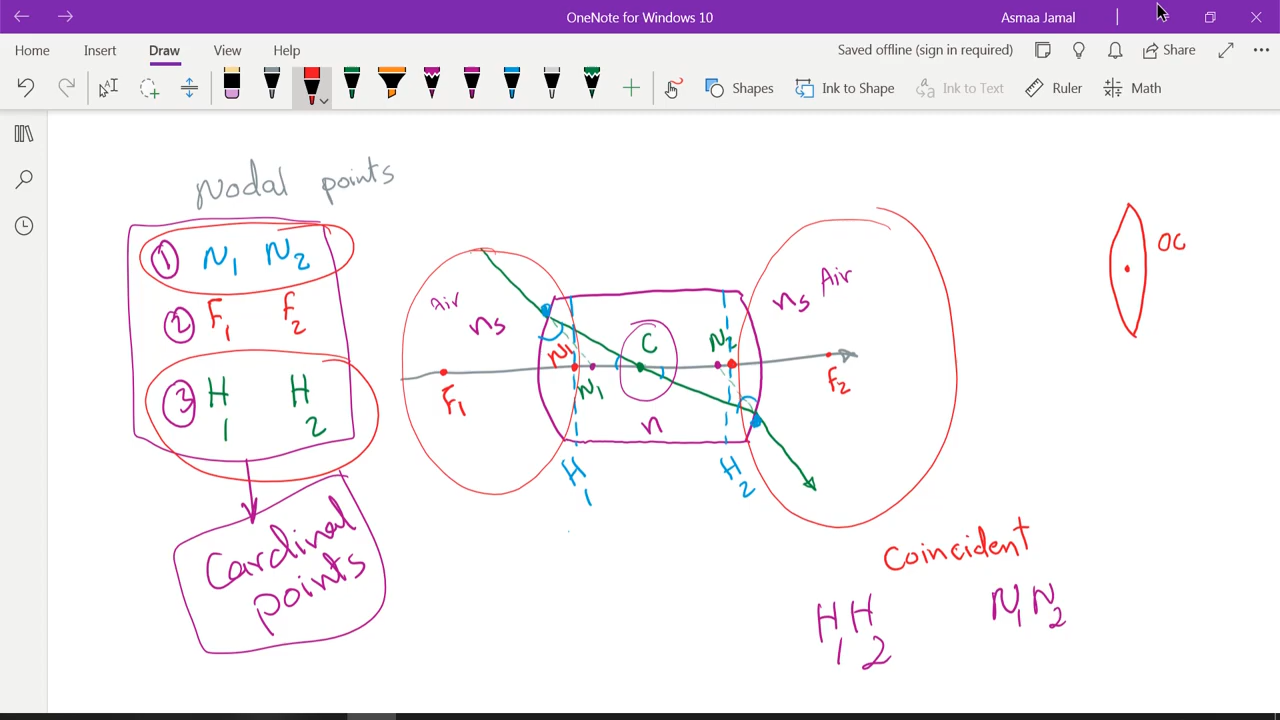 OneNote for Windows 10
Asmaa Jamal
Home Insert Draw View Help
Saved offline (sign in required)
Share
Shapes
Ink to Shape
Ink to Text
Ruler
Math
Nodal points
① N1 N2
② F1 F2
③ H1 H2
Cardinal points
Air
ns
F1
N1
N1
C
N2
n
H1
H2
ns Air
F2
OC
Coincident
H1 H2
N1 N2